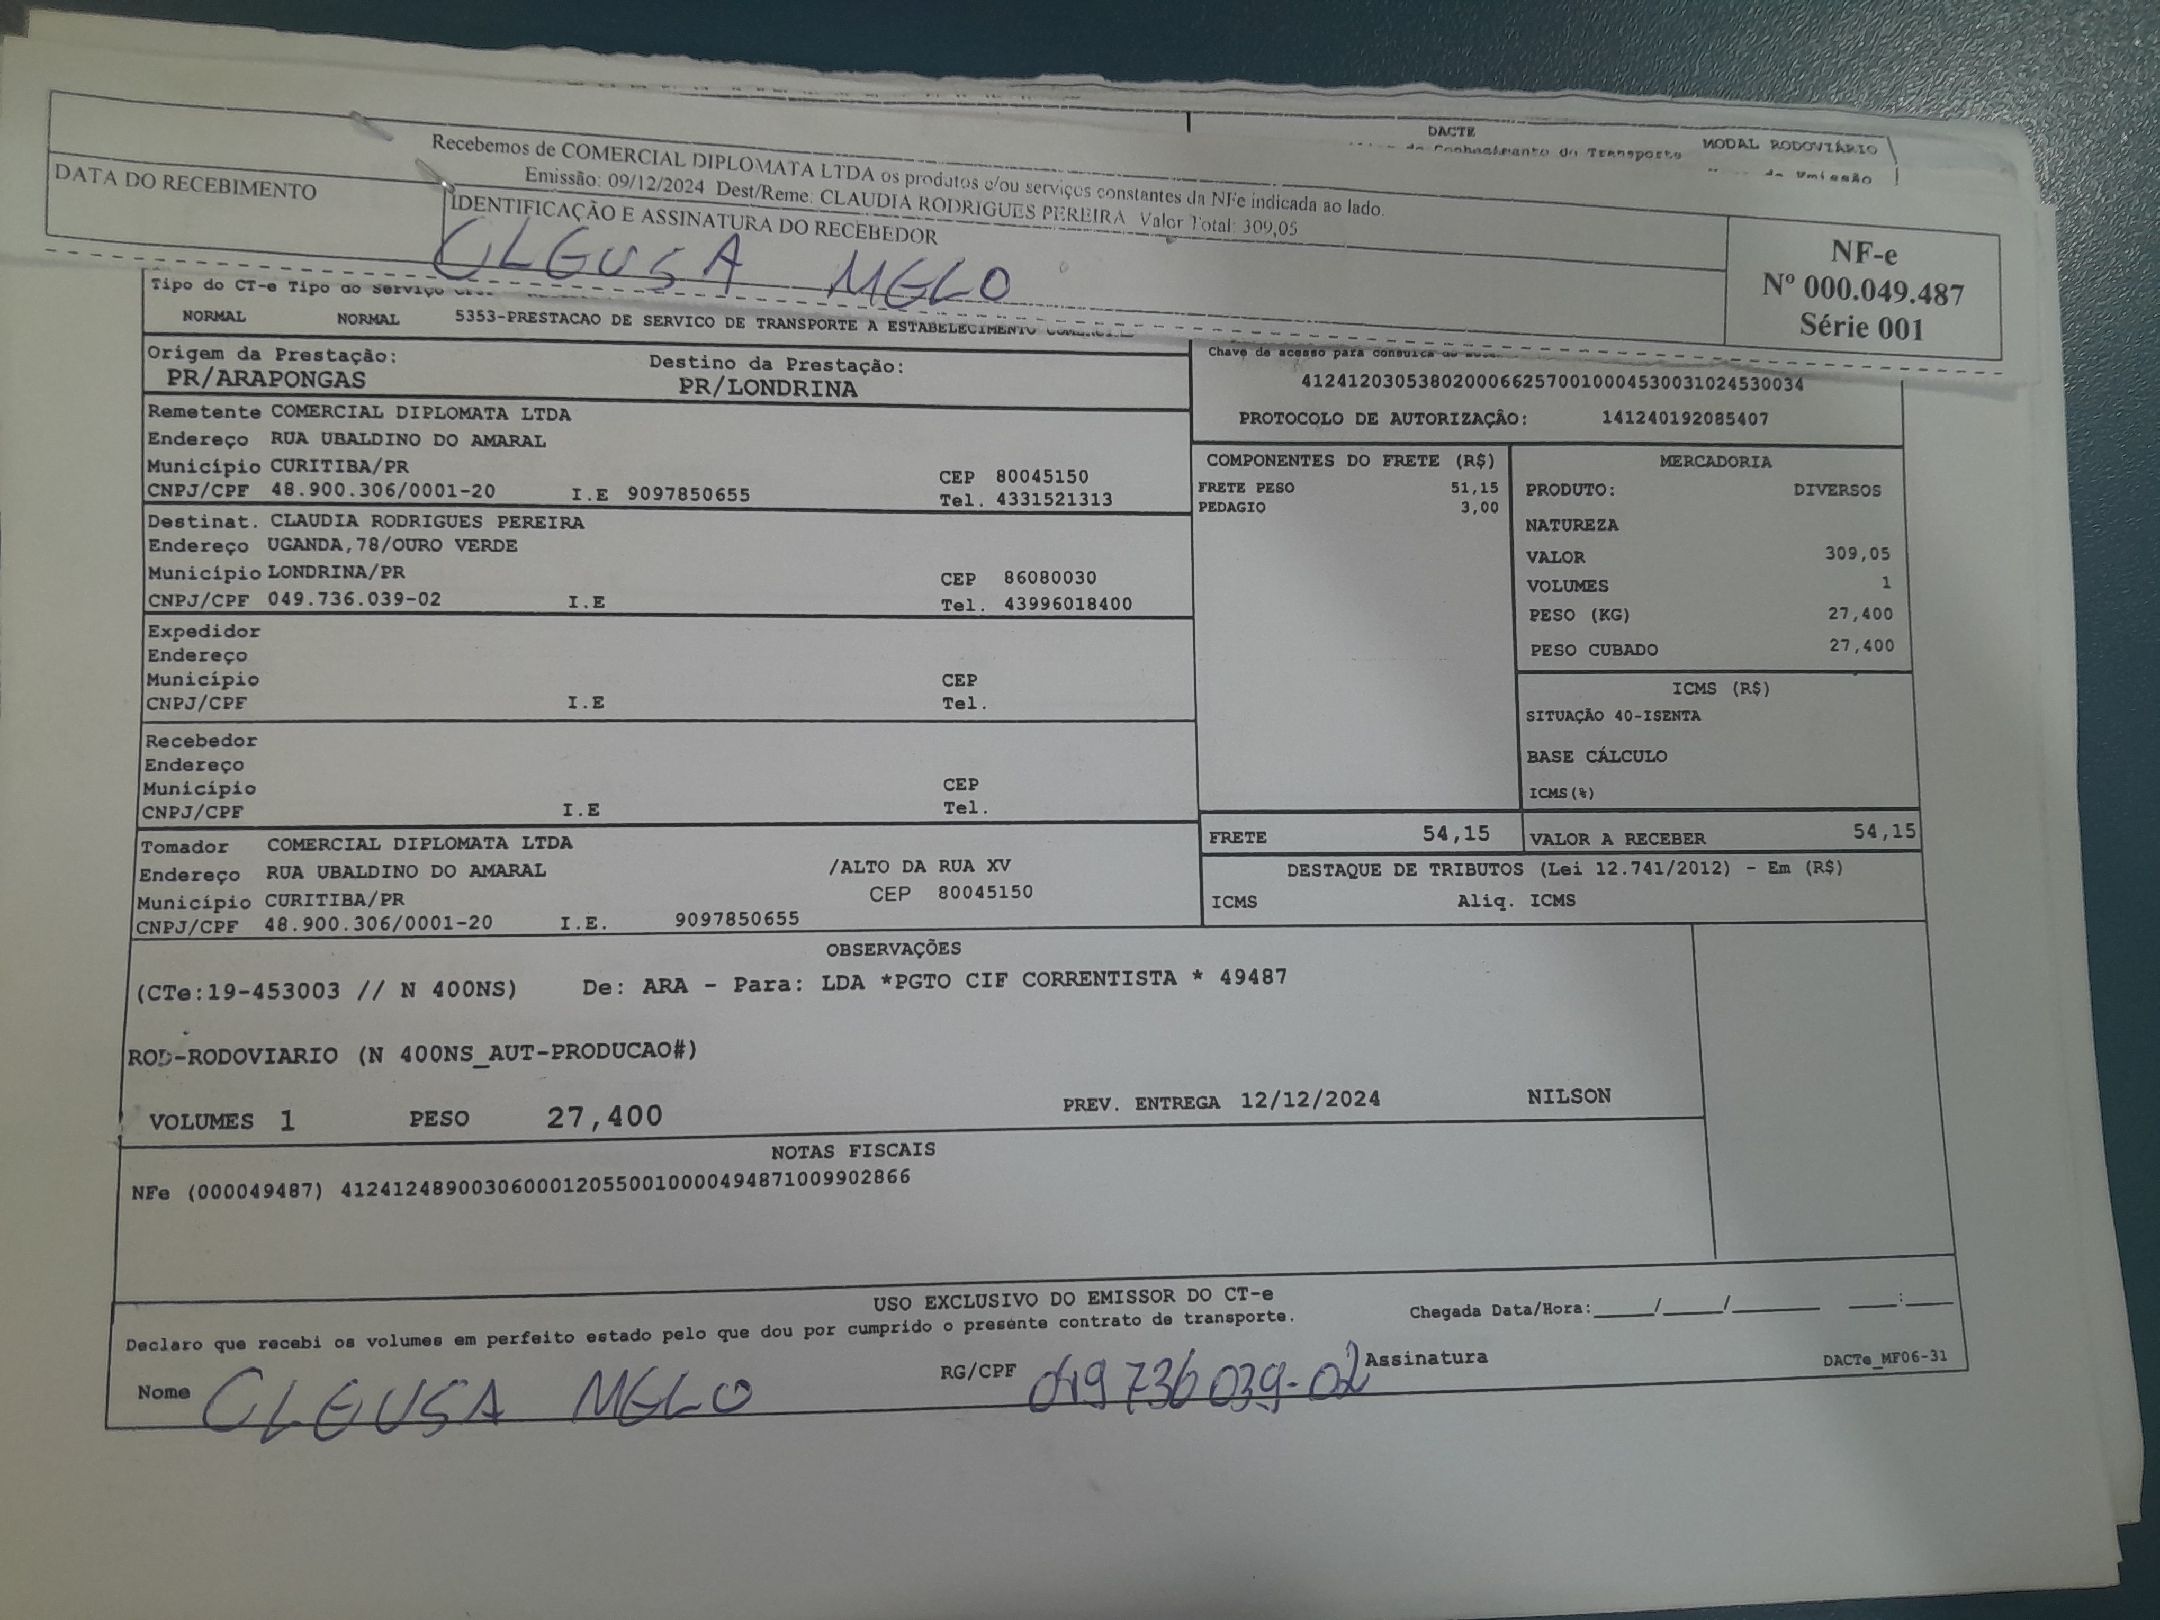 DACTE
MODAL RODOVIÁRIO
Recebemos de COMERCIAL DIPLOMATA LTDA os produtos e/ou serviços constantes da NFe indicada ao lado.
Emissão: 09/12/2024 Dest/Reme: CLAUDIA RODRIGUES PEREIRA Valor Total: 309,05
DATA DO RECEBIMENTO
IDENTIFICAÇÃO E ASSINATURA DO RECEBEDOR
CLEUSA MELO
NF-e
Nº 000.049.487
Série 001
Tipo do CT-e Tipo do Serviço
NORMAL NORMAL 5353-PRESTACAO DE SERVICO DE TRANSPORTE A ESTABELECIMENTO
Origem da Prestação: Destino da Prestação:
PR/ARAPONGAS PR/LONDRINA
Chave de acesso para consulta
41241203053802000662570010004530031024530034
PROTOCOLO DE AUTORIZAÇÃO: 141240192085407
Remetente COMERCIAL DIPLOMATA LTDA
Endereço RUA UBALDINO DO AMARAL
Município CURITIBA/PR CEP 80045150
CNPJ/CPF 48.900.306/0001-20 I.E 9097850655 Tel. 4331521313
Destinat. CLAUDIA RODRIGUES PEREIRA
Endereço UGANDA,78/OURO VERDE
Município LONDRINA/PR CEP 86080030
CNPJ/CPF 049.736.039-02 I.E Tel. 43996018400
Expedidor
Endereço
Município CEP
CNPJ/CPF I.E Tel.
Recebedor
Endereço
Município CEP
CNPJ/CPF I.E Tel.
Tomador COMERCIAL DIPLOMATA LTDA
Endereço RUA UBALDINO DO AMARAL /ALTO DA RUA XV
Município CURITIBA/PR CEP 80045150
CNPJ/CPF 48.900.306/0001-20 I.E. 9097850655
COMPONENTES DO FRETE (R$)
FRETE PESO 51,15
PEDAGIO 3,00
MERCADORIA
PRODUTO: DIVERSOS
NATUREZA
VALOR 309,05
VOLUMES 1
PESO (KG) 27,400
PESO CUBADO 27,400
ICMS (R$)
SITUAÇÃO 40-ISENTA
BASE CÁLCULO
ICMS(%)
FRETE 54,15 VALOR A RECEBER 54,15
DESTAQUE DE TRIBUTOS (Lei 12.741/2012) - Em (R$)
ICMS Aliq. ICMS
OBSERVAÇÕES
(CTe:19-453003 // N 400NS) De: ARA - Para: LDA *PGTO CIF CORRENTISTA * 49487
ROD-RODOVIARIO (N 400NS_AUT-PRODUCAO#)
VOLUMES 1 PESO 27,400 PREV. ENTREGA 12/12/2024 NILSON
NOTAS FISCAIS
NFe (000049487) 41241248900306000120550010000494871009902866
USO EXCLUSIVO DO EMISSOR DO CT-e
Declaro que recebi os volumes em perfeito estado pelo que dou por cumprido o presente contrato de transporte.
Chegada Data/Hora:_____/_____/________ ____:____
Nome CLEUSA MELO RG/CPF 049736039-02 Assinatura
DACTe_MF06-31